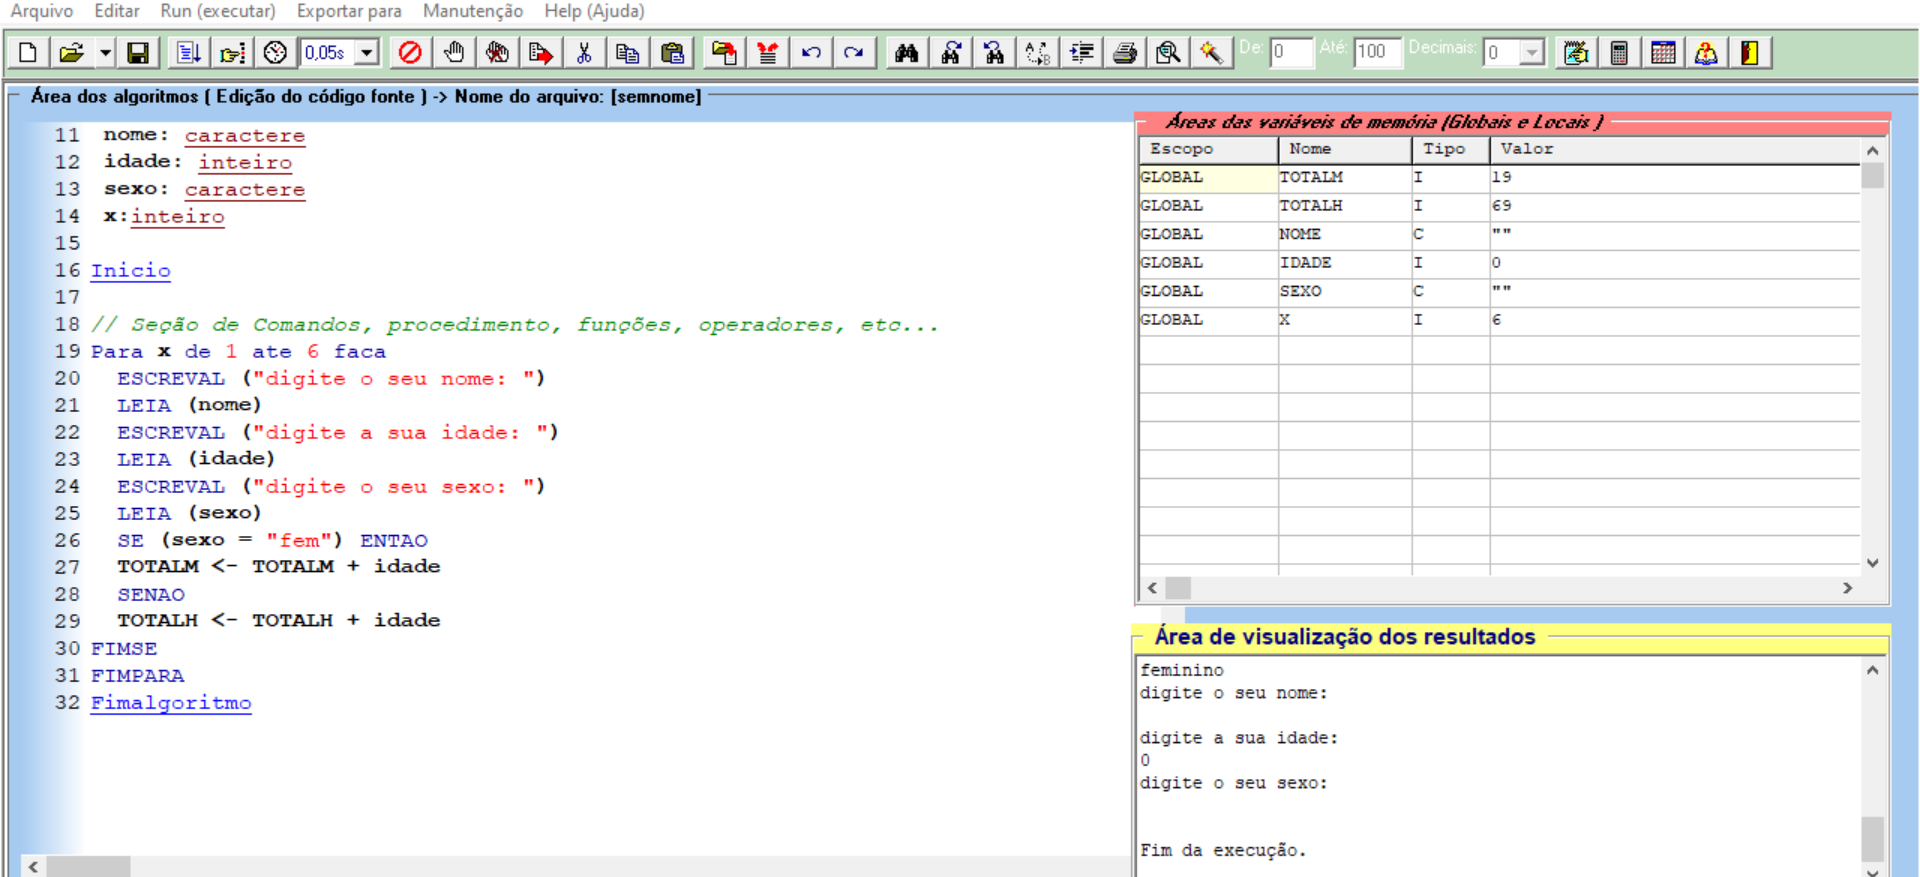 Arquivo Editar Run (executar) Exportar para Manutenção Help (Ajuda)
0,05s De: 0 Até: 100 Decimais: 0
Área dos algoritmos ( Edição do código fonte ) -> Nome do arquivo: [semnome]
11 nome: caractere
12 idade: inteiro
13 sexo: caractere
14 x:inteiro
15
16 Inicio
17
18 // Seção de Comandos, procedimento, funções, operadores, etc...
19 Para x de 1 ate 6 faca
20 ESCREVAL ("digite o seu nome: ")
21 LEIA (nome)
22 ESCREVAL ("digite a sua idade: ")
23 LEIA (idade)
24 ESCREVAL ("digite o seu sexo: ")
25 LEIA (sexo)
26 SE (sexo = "fem") ENTAO
27 TOTALM <- TOTALM + idade
28 SENAO
29 TOTALH <- TOTALH + idade
30 FIMSE
31 FIMPARA
32 Fimalgoritmo
Áreas das variáveis de memória (Globais e Locais )
Escopo Nome Tipo Valor
GLOBAL TOTALM I 19
GLOBAL TOTALH I 69
GLOBAL NOME C ""
GLOBAL IDADE I 0
GLOBAL SEXO C ""
GLOBAL X I 6
Área de visualização dos resultados
feminino
digite o seu nome:
digite a sua idade:
0
digite o seu sexo:
Fim da execução.